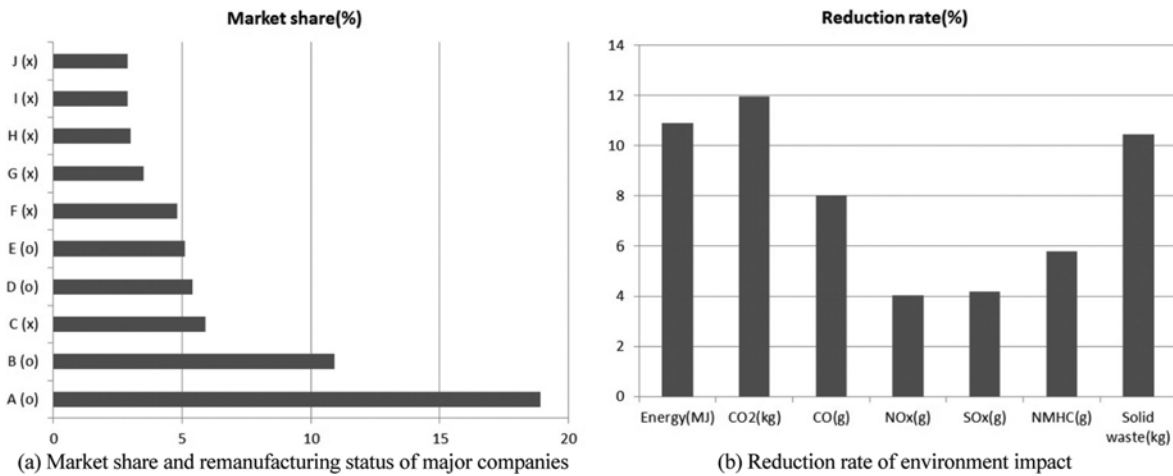 Market share(%)
J (x)
I (x)
H (x)
G (x)
F (x)
E (o)
D (o)
C (x)
B (o)
A (o)
0 5 10 15 20
(a) Market share and remanufacturing status of major companies
Reduction rate(%)
14
12
10
8
6
4
2
0
Energy(MJ) CO2(kg) CO(g) NOx(g) SOx(g) NMHC(g) Solid
waste(kg)
(b) Reduction rate of environment impact